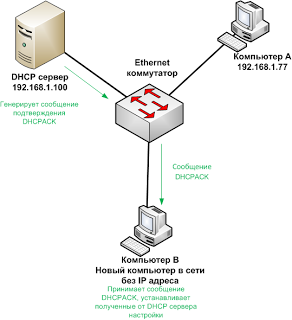 Ethernet
коммутатор
Компьютер A
192.168.1.77
DHCP сервер
192.168.1.100
Генерирует сообщение
подтверждения
DHCPACK
Сообщение
DHCPACK
Компьютер B
Новый компьютер в сети
без IP адреса
Принимает сообщение
DHCPACK, устанавливает
полученные от DHCP сервера
настройки